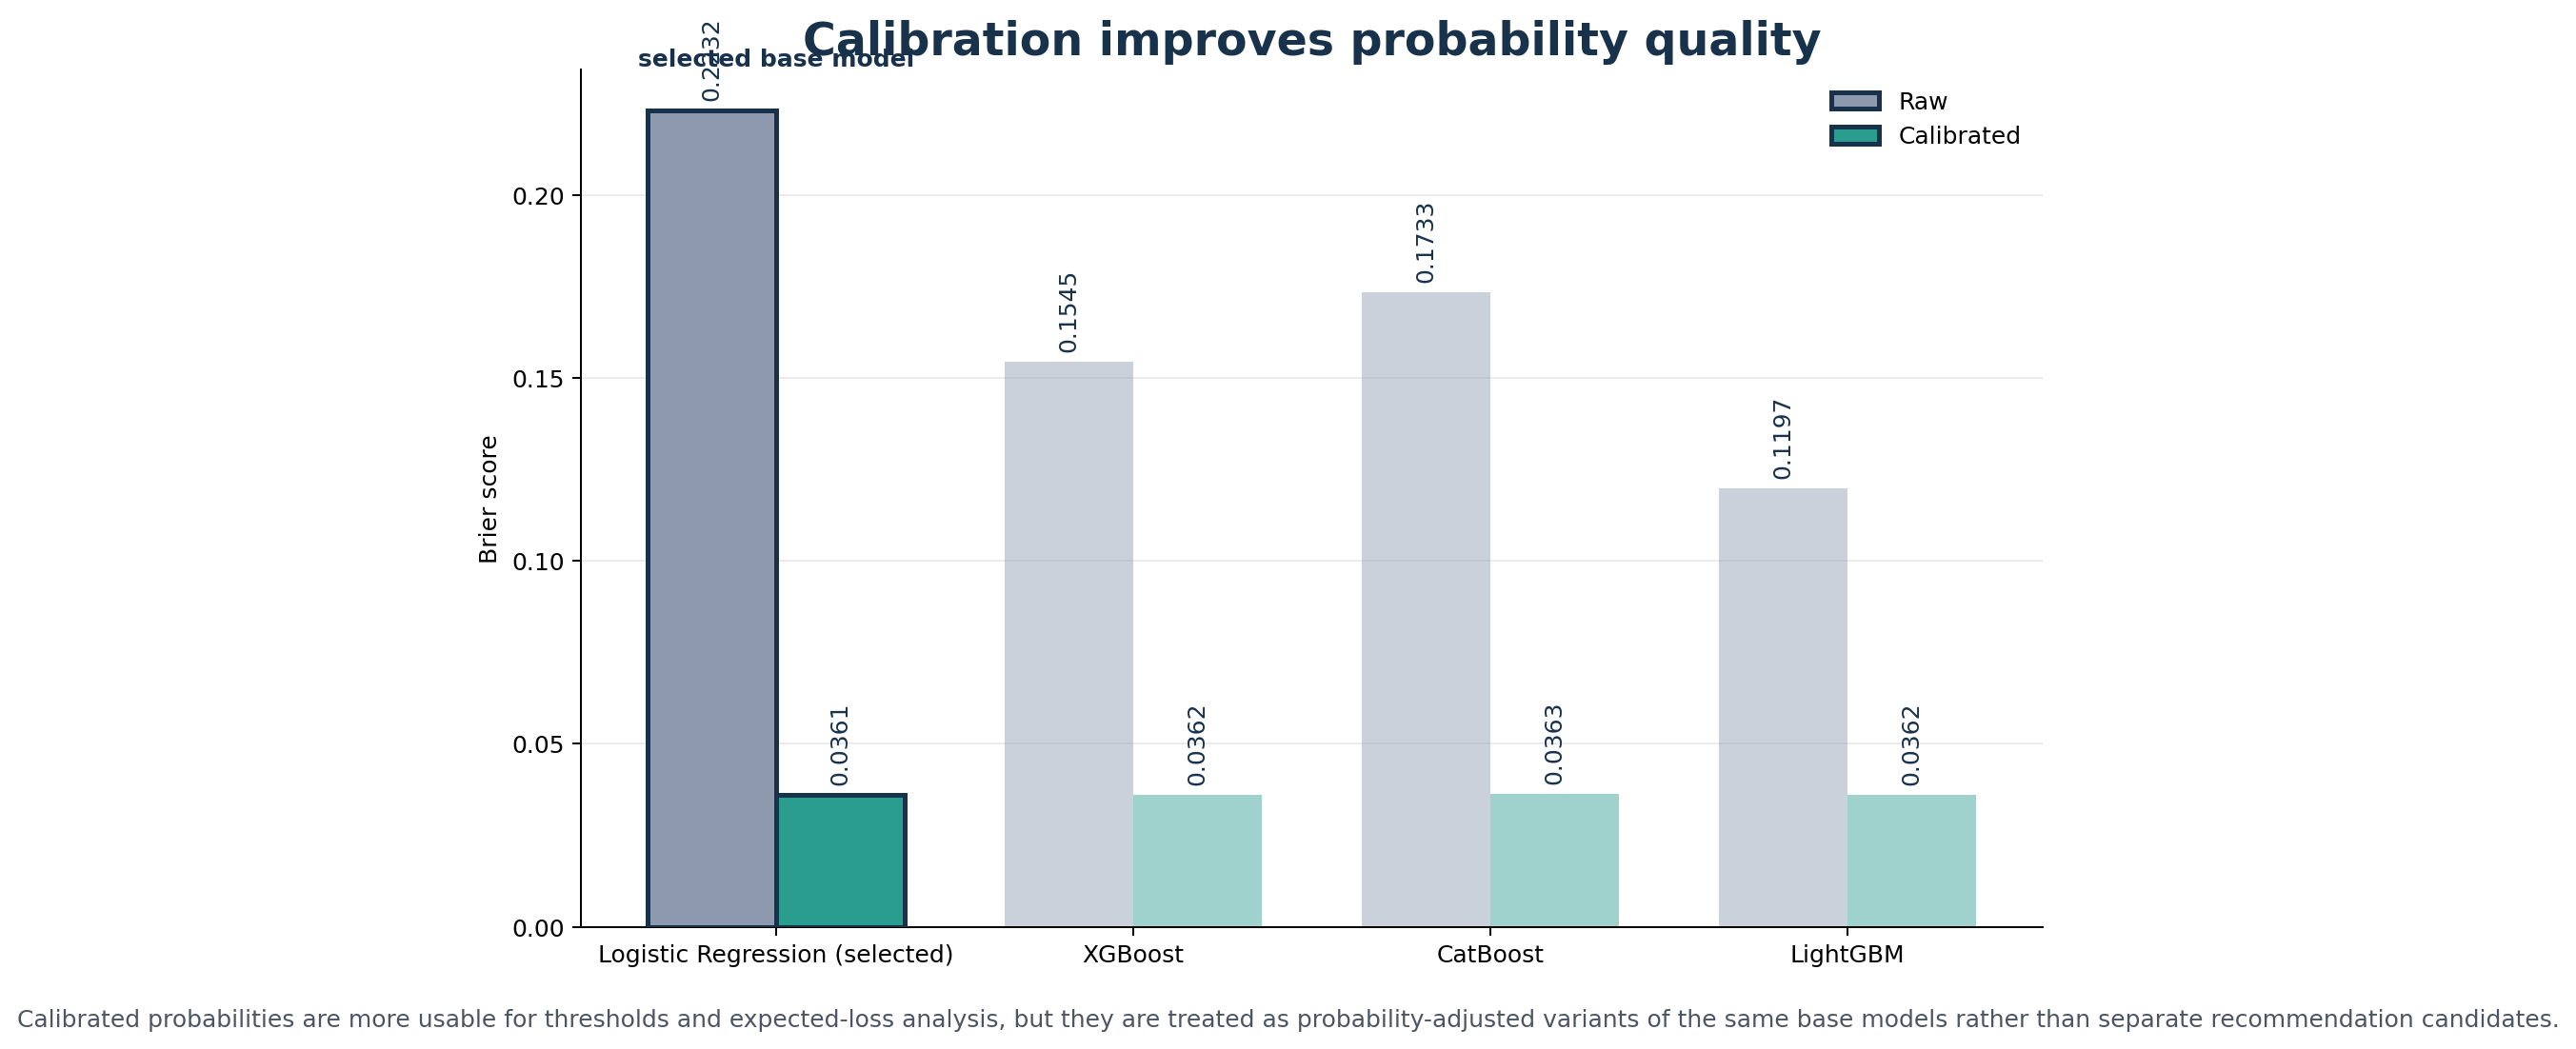 Calibration improves probability quality
selected base model
0.2232
Raw
Calibrated
0.20
0.1733
0.1545
0.15
0.1197
Brier score
0.10
0.0361
0.0362
0.0363
0.0362
0.05
0.00
Logistic Regression (selected)
XGBoost
CatBoost
LightGBM
Calibrated probabilities are more usable for thresholds and expected-loss analysis, but they are treated as probability-adjusted variants of the same base models rather than separate recommendation candidates.